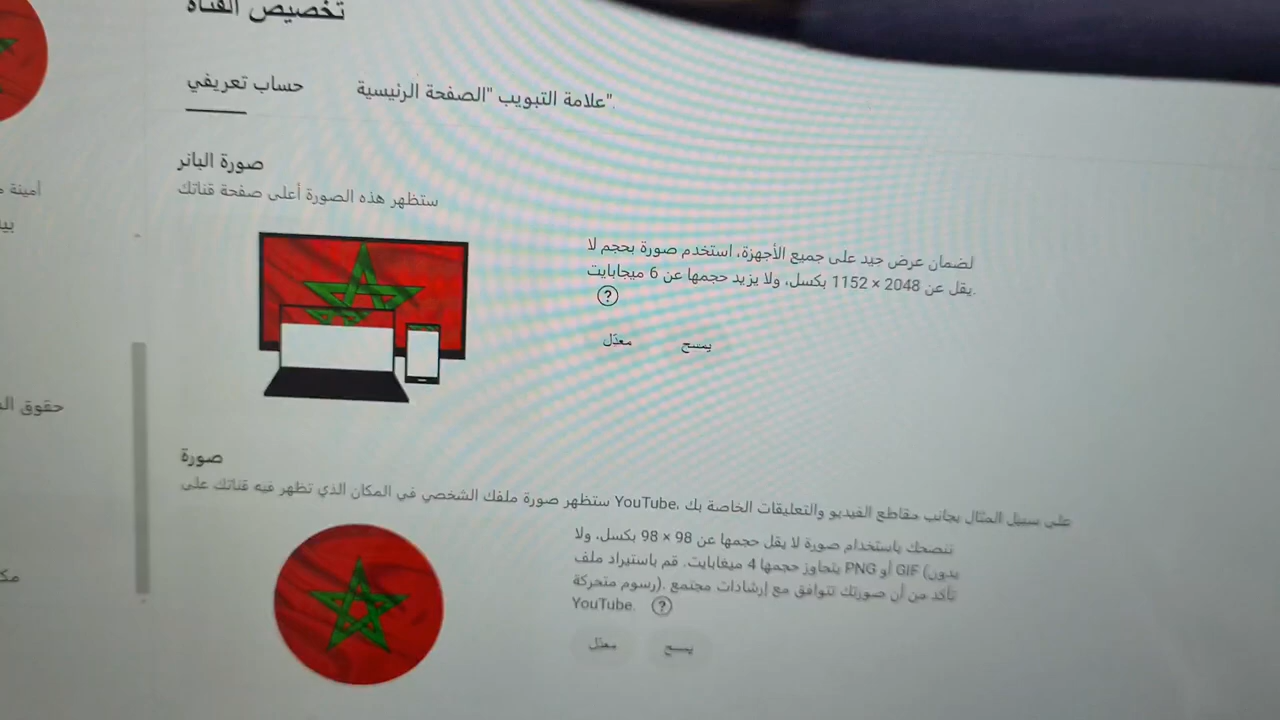 تخصيص القناة
حساب تعريفي
علامة التبويب "الصفحة الرئيسية".
صورة البانر
ستظهر هذه الصورة أعلى صفحة قناتك
أمينة
لضمان عرض جيد على جميع الأجهزة، استخدم صورة بحجم لا
يقل عن 2048 × 1152 بكسل، ولا يزيد حجمها عن 6 ميجابايت.
?
معدّل
يمسح
حقوق
صورة
ستظهر صورة ملفك الشخصي في المكان الذي تظهر فيه قناتك على YouTube، على سبيل المثال بجانب مقاطع الفيديو والتعليقات الخاصة بك
ننصحك باستخدام صورة لا يقل حجمها عن 98 × 98 بكسل، ولا
يتجاوز حجمها 4 ميغابايت. قم باستيراد ملف PNG أو GIF (بدون
رسوم متحركة). تأكد من أن صورتك تتوافق مع إرشادات مجتمع
YouTube. ?
معدّل
يمسح